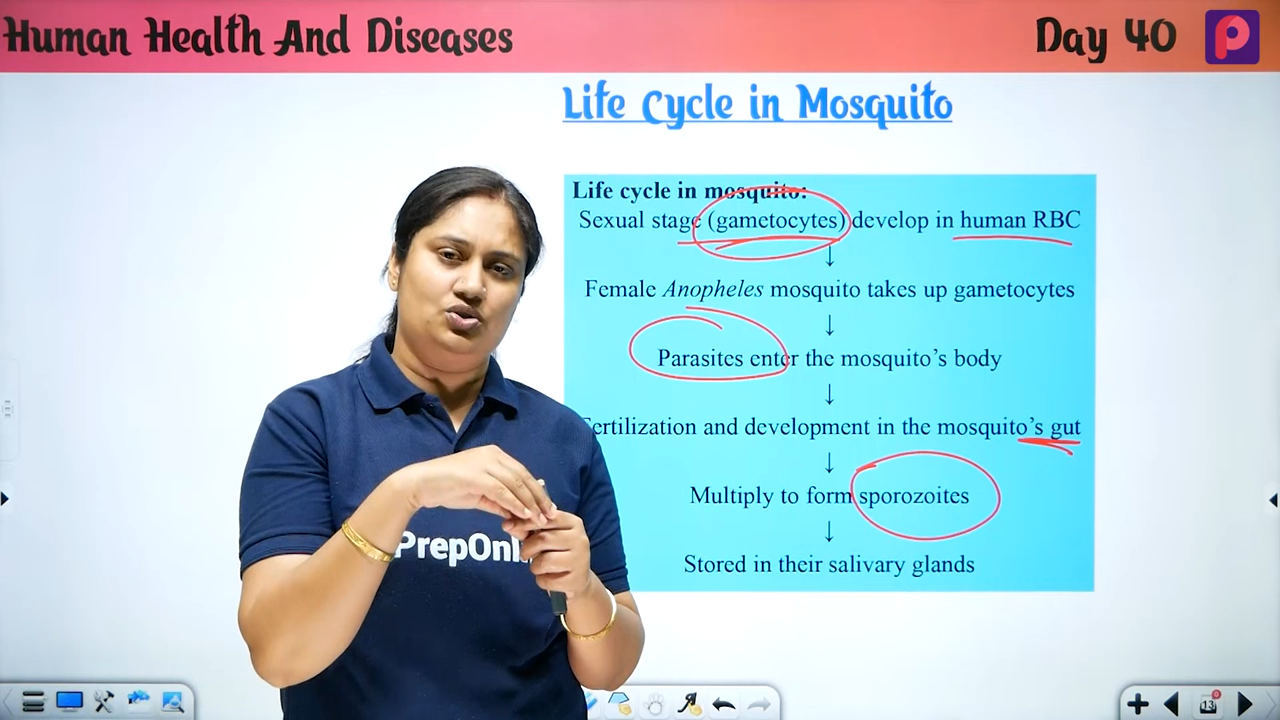 Human Health And Diseases
Day 40
Life Cycle in Mosquito
Life cycle in mosquito:
Sexual stage (gametocytes) develop in human RBC
↓
Female Anopheles mosquito takes up gametocytes
↓
Parasites enter the mosquito's body
↓
Fertilization and development in the mosquito's gut
↓
Multiply to form sporozoites
↓
Stored in their salivary glands
PrepOnl
13